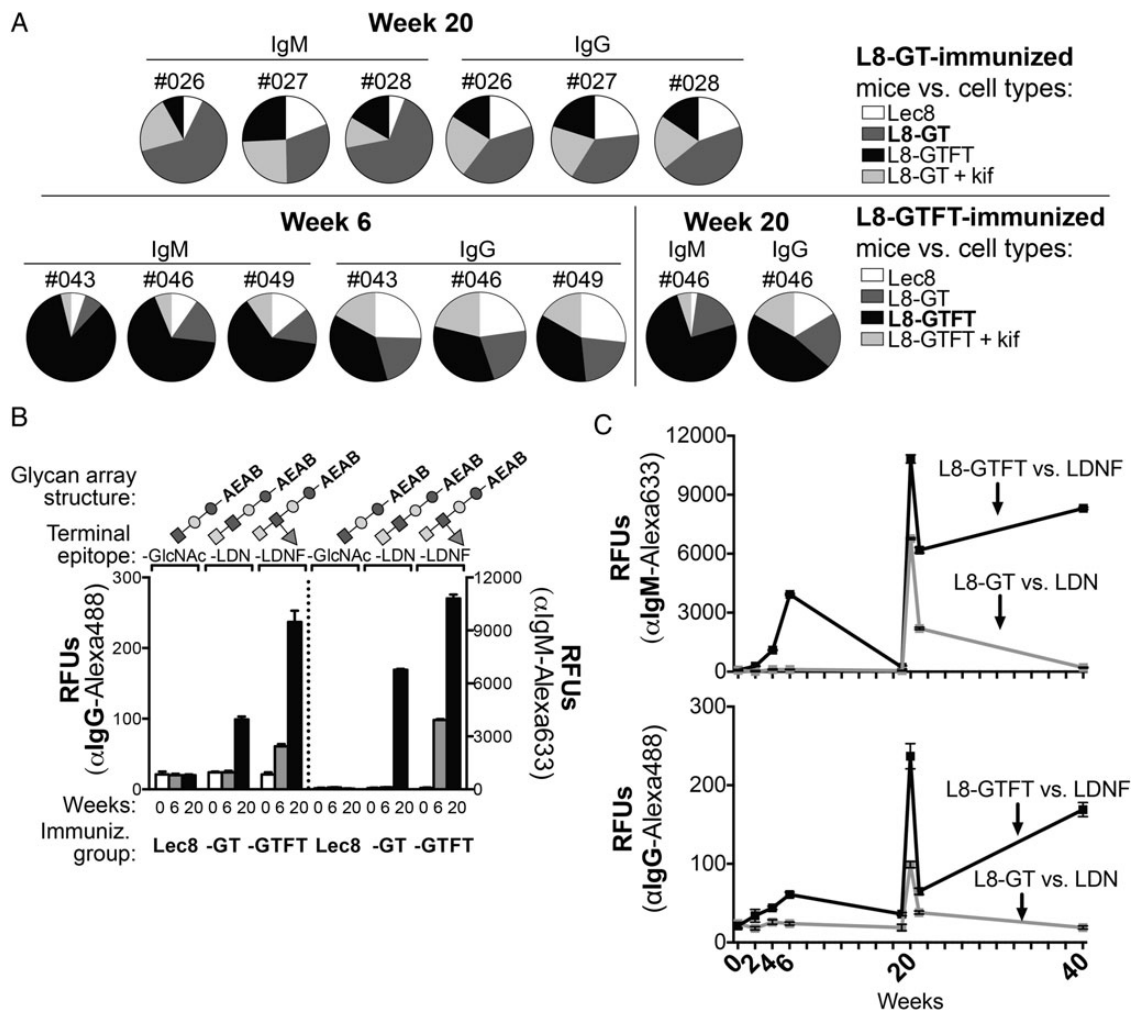 A
Week 20
IgM
IgG
#026 #027 #028 #026 #027 #028
L8-GT-immunized
mice vs. cell types:
Lec8
L8-GT
L8-GTFT
L8-GT + kif
Week 6
IgM
IgG
#043 #046 #049 #043 #046 #049
Week 20
IgM IgG
#046 #046
L8-GTFT-immunized
mice vs. cell types:
Lec8
L8-GT
L8-GTFT
L8-GTFT + kif
B
Glycan array
structure:
AEAB AEAB AEAB AEAB AEAB AEAB
Terminal
epitope:
-GlcNAc -LDN -LDNF -GlcNAc -LDN -LDNF
RFUs
(αIgG-Alexa488)
300
200
100
0
12000
9000
6000
3000
0
RFUs
(αIgM-Alexa633)
Weeks: 0 6 20 0 6 20 0 6 20 0 6 20 0 6 20 0 6 20
Immuniz.
group:
Lec8 -GT -GTFT Lec8 -GT -GTFT
C
RFUs
(αIgM-Alexa633)
12000
9000
6000
3000
0
L8-GTFT vs. LDNF
L8-GT vs. LDN
RFUs
(αIgG-Alexa488)
300
200
100
0
L8-GTFT vs. LDNF
L8-GT vs. LDN
0 2 4 6 20 40
Weeks